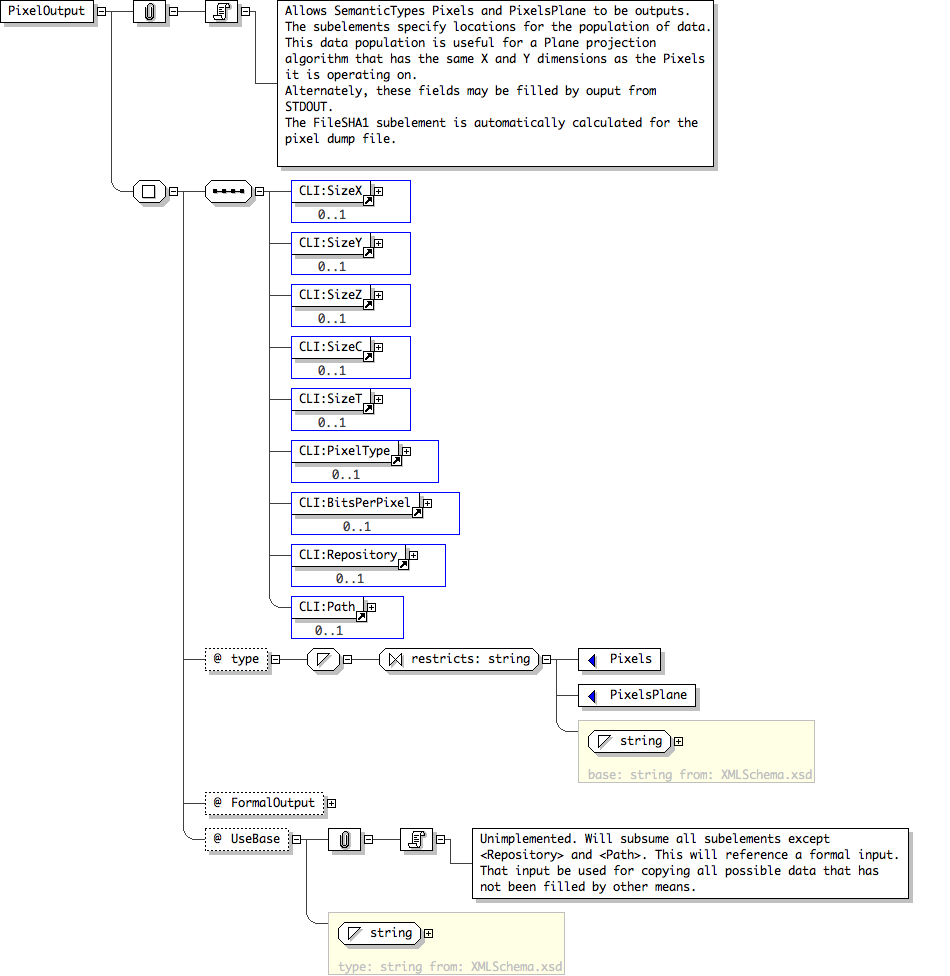 PixelOutput
Allows SemanticTypes Pixels and PixelsPlane to be outputs.
The subelements specify locations for the population of data.
This data population is useful for a Plane projection
algorithm that has the same X and Y dimensions as the Pixels
it is operating on.
Alternately, these fields may be filled by ouput from
STDOUT.
The FileSHA1 subelement is automatically calculated for the
pixel dump file.
CLI:SizeX
0..1
CLI:SizeY
0..1
CLI:SizeZ
0..1
CLI:SizeC
0..1
CLI:SizeT
0..1
CLI:PixelType
0..1
CLI:BitsPerPixel
0..1
CLI:Repository
0..1
CLI:Path
0..1
@ type
restricts: string
Pixels
PixelsPlane
string
base: string from: XMLSchema.xsd
@ FormalOutput
@ UseBase
Unimplemented. Will subsume all subelements except
<Repository> and <Path>. This will reference a formal input.
That input be used for copying all possible data that has
not been filled by other means.
string
type: string from: XMLSchema.xsd